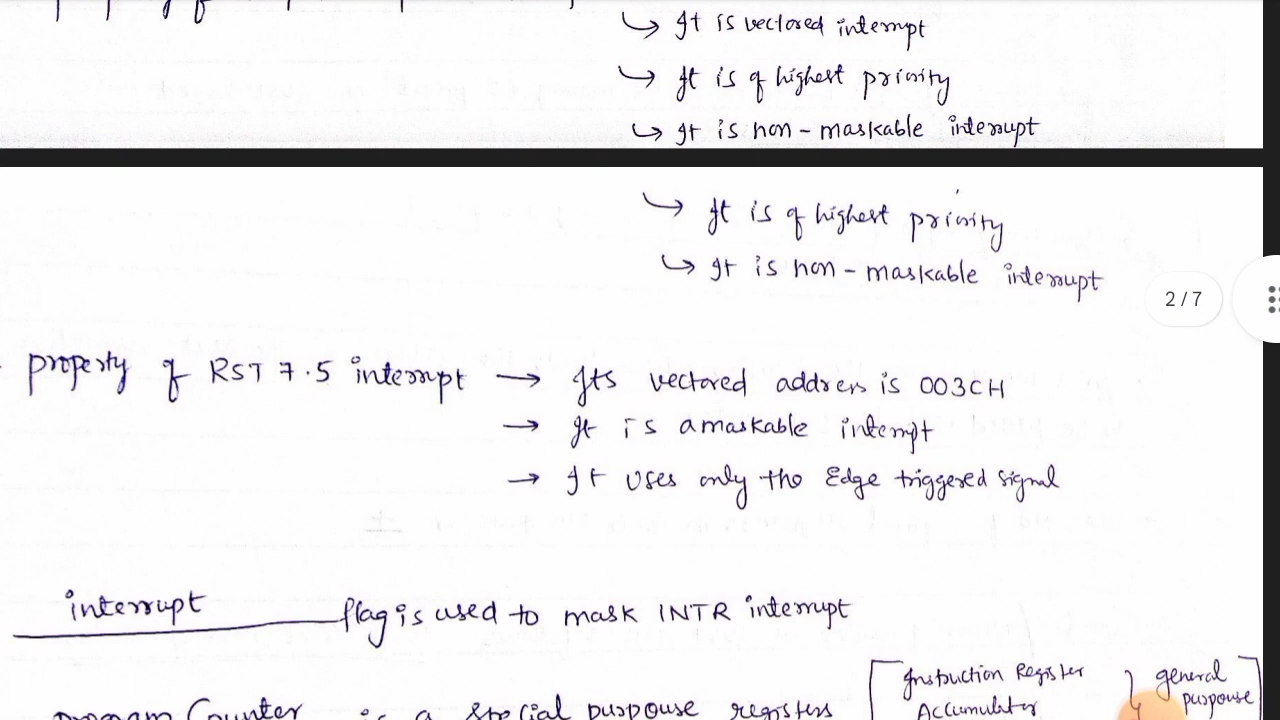 ↳ It is vectored interrupt
↳ It is of highest priority
↳ It is non-maskable interrupt
↳ It is of highest priority
↳ It is non-maskable interrupt
2 / 7
property of RST 7.5 interrupt → Its vectored address is 003CH
→ It is a maskable interrupt
→ It uses only the Edge triggered signal
interrupt flag is used to mask INTR interrupt
Instruction Register } general puspouse
Accumulator
program Counter is a special puspouse registers